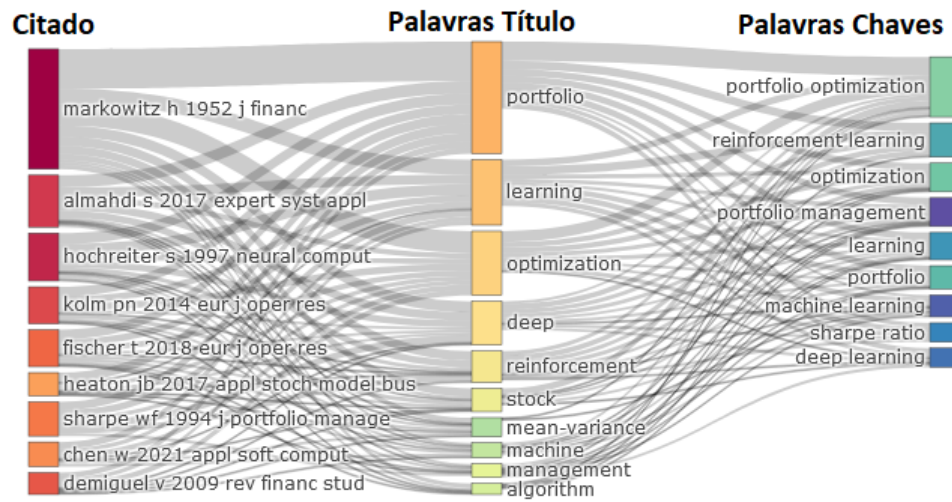 Citado
Palavras Título
Palavras Chaves
markowitz h 1952 j financ
almahdi s 2017 expert syst appl
hochreiter s 1997 neural comput
kolm pn 2014 eur j oper res
fischer t 2018 eur j oper res
heaton jb 2017 appl stoch model bus
sharpe wf 1994 j portfolio manage
chen w 2021 appl soft comput
demiguel v 2009 rev financ stud
portfolio
learning
optimization
deep
reinforcement
stock
mean-variance
machine
management
algorithm
portfolio optimization
reinforcement learning
optimization
portfolio management
learning
portfolio
machine learning
sharpe ratio
deep learning